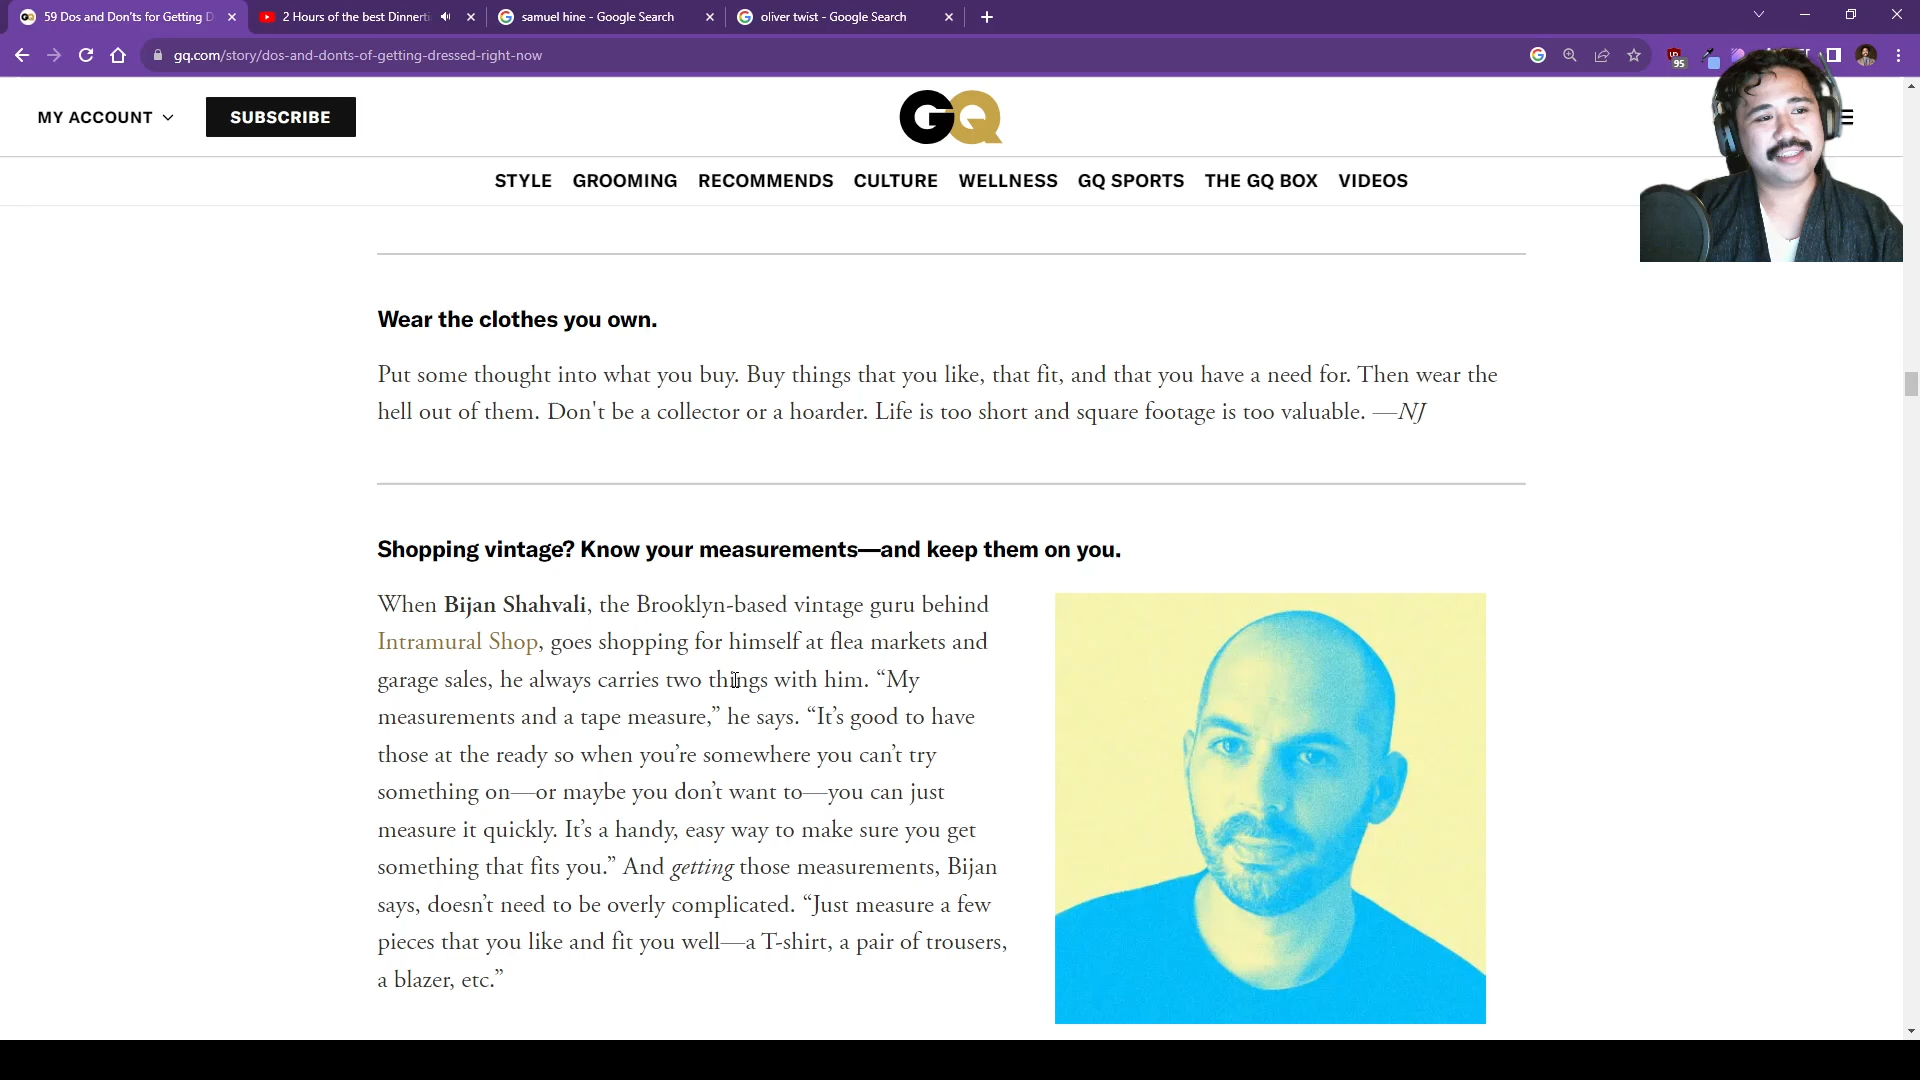 59 Dos and Don'ts for Getting D
2 Hours of the best Dinnerti
samuel hine - Google Search
oliver twist - Google Search
gq.com/story/dos-and-donts-of-getting-dressed-right-now
95
MY ACCOUNT
SUBSCRIBE
GQ
STYLE GROOMING RECOMMENDS CULTURE WELLNESS GQ SPORTS THE GQ BOX VIDEOS
Wear the clothes you own.
Put some thought into what you buy. Buy things that you like, that fit, and that you have a need for. Then wear the
hell out of them. Don't be a collector or a hoarder. Life is too short and square footage is too valuable. —NJ
Shopping vintage? Know your measurements—and keep them on you.
When Bijan Shahvali, the Brooklyn-based vintage guru behind
Intramural Shop, goes shopping for himself at flea markets and
garage sales, he always carries two things with him. “My
measurements and a tape measure,” he says. “It’s good to have
those at the ready so when you’re somewhere you can’t try
something on—or maybe you don’t want to—you can just
measure it quickly. It’s a handy, easy way to make sure you get
something that fits you.” And getting those measurements, Bijan
says, doesn’t need to be overly complicated. “Just measure a few
pieces that you like and fit you well—a T-shirt, a pair of trousers,
a blazer, etc.”